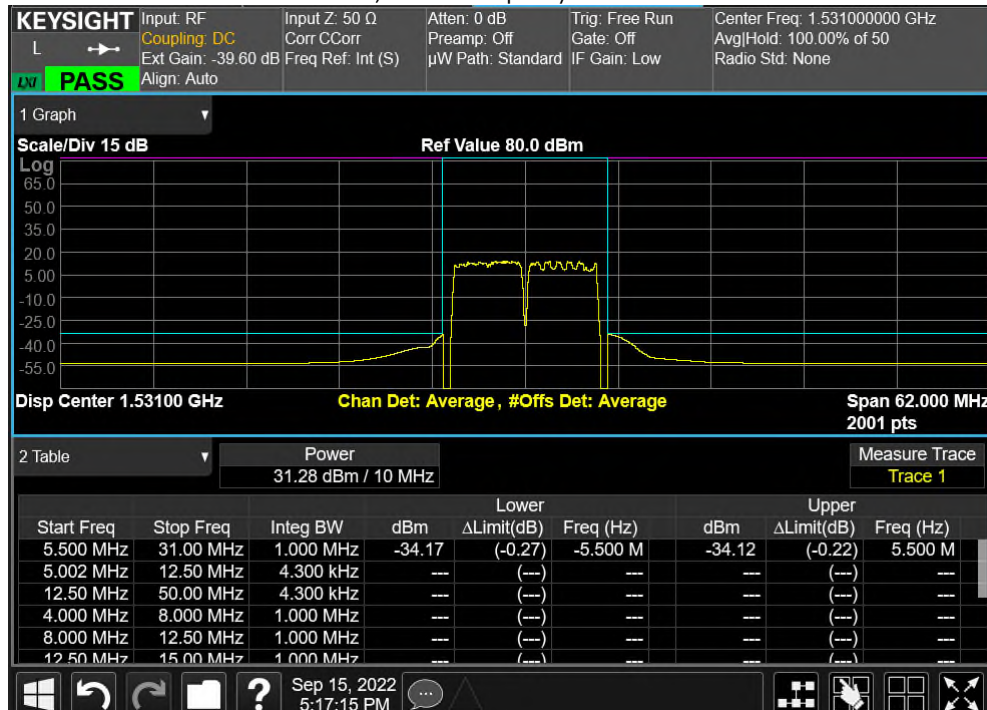 KEYSIGHT Input: RF Input Z: 50 Ω Atten: 0 dB Trig: Free Run Center Freq: 1.531000000 GHz
L Coupling: DC Corr CCorr Preamp: Off Gate: Off Avg|Hold: 100.00% of 50
Ext Gain: -39.60 dB Freq Ref: Int (S) µW Path: Standard IF Gain: Low Radio Std: None
LXI PASS Align: Auto
1 Graph
Scale/Div 15 dB Ref Value 80.0 dBm
Log
65.0
50.0
35.0
20.0
5.00
-10.0
-25.0
-40.0
-55.0
Disp Center 1.53100 GHz Chan Det: Average, #Offs Det: Average Span 62.000 MHz
2001 pts
2 Table Power Measure Trace
31.28 dBm / 10 MHz Trace 1
Lower Upper
Start Freq Stop Freq Integ BW dBm ΔLimit(dB) Freq (Hz) dBm ΔLimit(dB) Freq (Hz)
5.500 MHz 31.00 MHz 1.000 MHz -34.17 (-0.27) -5.500 M -34.12 (-0.22) 5.500 M
5.002 MHz 12.50 MHz 4.300 kHz --- (---) --- --- (---) ---
12.50 MHz 50.00 MHz 4.300 kHz --- (---) --- --- (---) ---
4.000 MHz 8.000 MHz 1.000 MHz --- (---) --- --- (---) ---
8.000 MHz 12.50 MHz 1.000 MHz --- (---) --- --- (---) ---
12.50 MHz 15.00 MHz 1.000 MHz --- (---) --- --- (---) ---
? Sep 15, 2022
5:17:15 PM